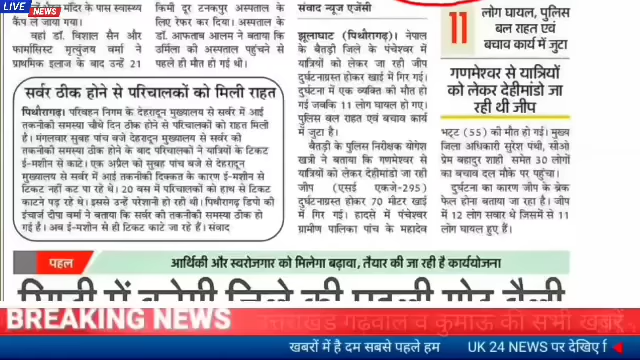 LIVE
NEWS
भैरव मंदिर के पास स्वास्थ्य
कैंप ले जाया गया।
वहां डॉ. विशाल सैन और
फार्मासिस्ट मृत्युंजय वर्मा ने
प्राथमिक इलाज के बाद उन्हें 21
किमी दूर टनकपुर अस्पताल के
लिए रेफर कर दिया। अस्पताल के
डॉ. आफताब आलम ने बताया कि
उर्मिला की अस्पताल पहुंचने से
पहले ही मौत हो गई थी।
सर्वर ठीक होने से परिचालकों को मिली राहत
पिथौरागढ़। परिवहन निगम के देहरादून मुख्यालय से सर्वर में आई
तकनीकी समस्या चौथे दिन ठीक होने से परिचालकों को राहत मिली
है। मंगलवार सुबह पांच बजे देहरादून मुख्यालय से सर्वर की
तकनीकी समस्या ठीक होने के बाद परिचालकों ने यात्रियों के टिकट
ई-मशीन से काटे। एक अप्रैल को सुबह पांच बजे से देहरादून
मुख्यालय से सर्वर में आई तकनीकी दिक्कत के कारण ई-मशीन से
टिकट नहीं कट पा रहे थे। 20 बस में परिचालकों को हाथ से टिकट
काटने पड़ रहे थे। इससे उन्हें परेशानी हो रही थी। पिथौरागढ़ डिपो की
इंचार्ज दीपा वर्मा ने बताया कि सर्वर की तकनीकी समस्या ठीक हो
गई है। अब ई-मशीन से ही टिकट काटे जा रहे हैं। संवाद
संवाद न्यूज एजेंसी
झूलाघाट (पिथौरागढ़)। नेपाल
के बैतड़ी जिले के पंचेश्वर में
यात्रियों को लेकर जा रही जीप
दुर्घटनाग्रस्त होकर खाई में गिर गई।
दुर्घटना में एक व्यक्ति की मौत हो
गई जबकि 11 लोग घायल हो गए।
पुलिस बल राहत एवं बचाव कार्य
में जुटा है।
बैतड़ी के पुलिस निरीक्षक योगेश
खत्री ने बताया कि गणमेश्वर से
यात्रियों को लेकर देहीमांडो जा रही
जीप (एसई एकजे-295)
दुर्घटनाग्रस्त होकर 70 मीटर खाई
में गिर गई। हादसे में पंचेश्वर
ग्रामीण पालिका पांच के महादेव
11
लोग घायल, पुलिस
बल राहत एवं
बचाव कार्य में जुटा
गणमेश्वर से यात्रियों
को लेकर देहीमांडो जा
रही थी जीप
भट्ट (55) की मौत हो गई। मुख्य
जिला अधिकारी सुरेश पंथी, सीओ
प्रेम बहादुर शाही समेत 30 लोगों
का बचाव दल मौके पर पहुंचा।
दुर्घटना का कारण जीप के ब्रेक
फेल होना बताया जा रहा है। जीप
में 12 लोग सवार थे जिसमें से 11
लोग घायल हुए हैं।
पहल
आर्थिकी और स्वरोजगार को मिलेगा बढ़ावा, तैयार की जा रही है कार्ययोजना
BREAKING NEWS
उत्तराखंड गढ़वाल व कुमाऊ की सभी खबरें
खबरों में है दम सबसे पहले हम
UK 24 NEWS पर देखिए